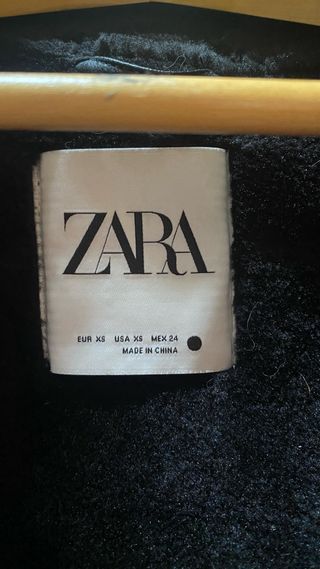 ZARA
EUR XS USA XS MEX 24
MADE IN CHINA